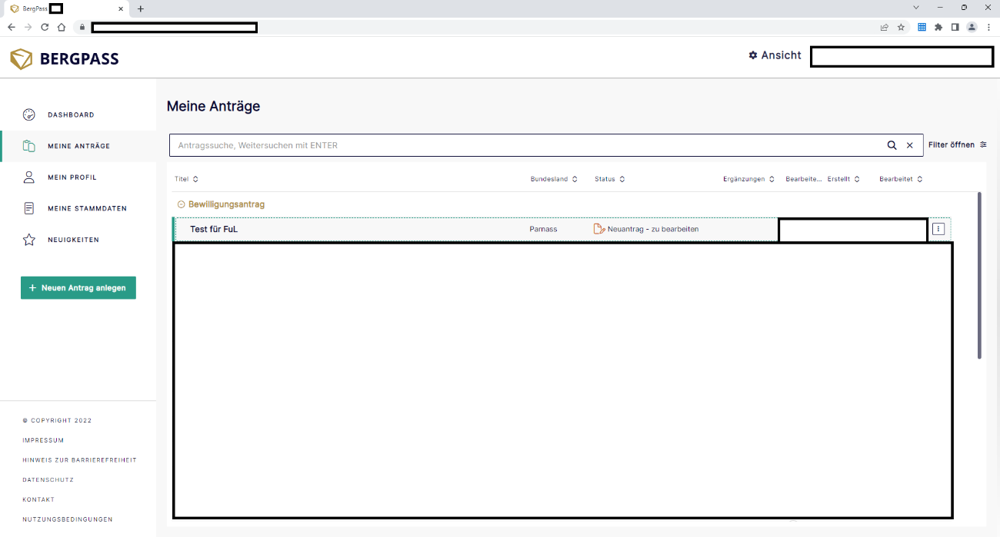 BergPass
BERGPASS
Ansicht
DASHBOARD
MEINE ANTRÄGE
MEIN PROFIL
MEINE STAMMDATEN
NEUIGKEITEN
+ Neuen Antrag anlegen
© COPYRIGHT 2022
IMPRESSUM
HINWEIS ZUR BARRIEREFREIHEIT
DATENSCHUTZ
KONTAKT
NUTZUNGSBEDINGUNGEN
Meine Anträge
Antragssuche, Weitersuchen mit ENTER
Filter öffnen
Titel Bundesland Status Ergänzungen Bearbeite... Erstellt Bearbeitet
Bewilligungsantrag
Test für FuL Parnass Neuantrag - zu bearbeiten